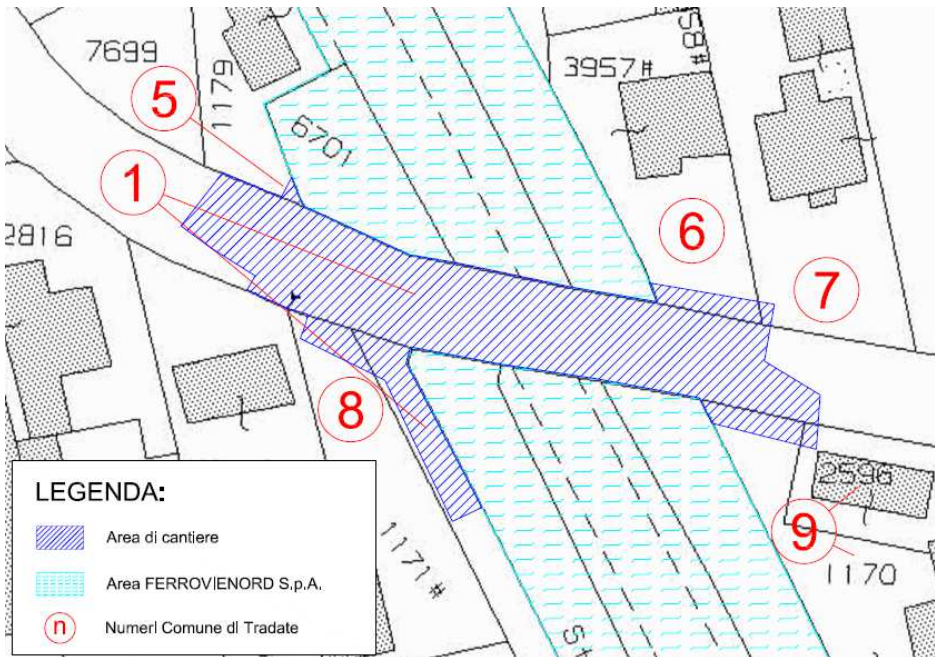 7699
1179
5
6701
3957#
1
2816
6
7
8
2596
9
1170
1171#
LEGENDA:
Area di cantiere
Area FERROVIENORD S.p.A.
n
Numeri Comune di Tradate